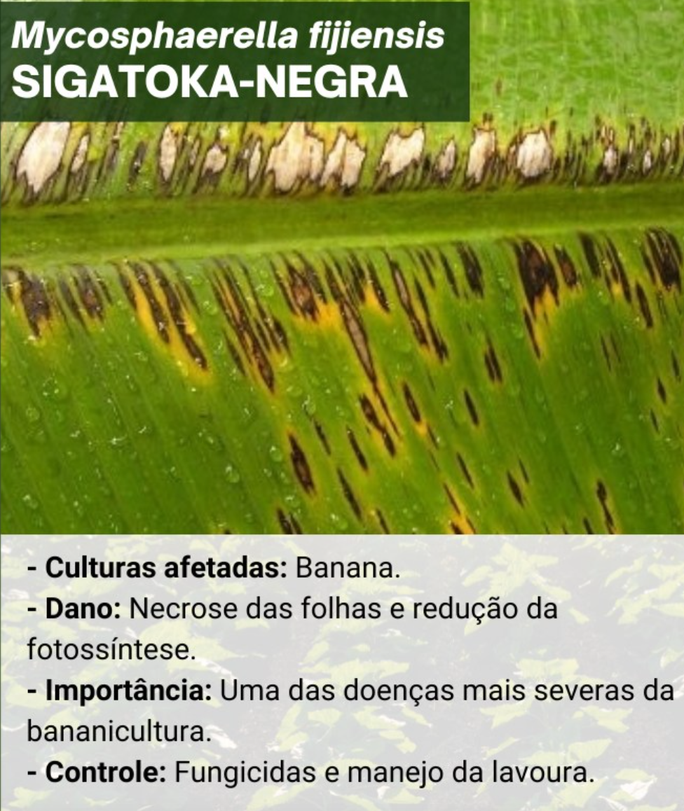 Mycosphaerella fijiensis
SIGATOKA-NEGRA
- Culturas afetadas: Banana.
- Dano: Necrose das folhas e redução da
fotossíntese.
- Importância: Uma das doenças mais severas da
bananicultura.
- Controle: Fungicidas e manejo da lavoura.